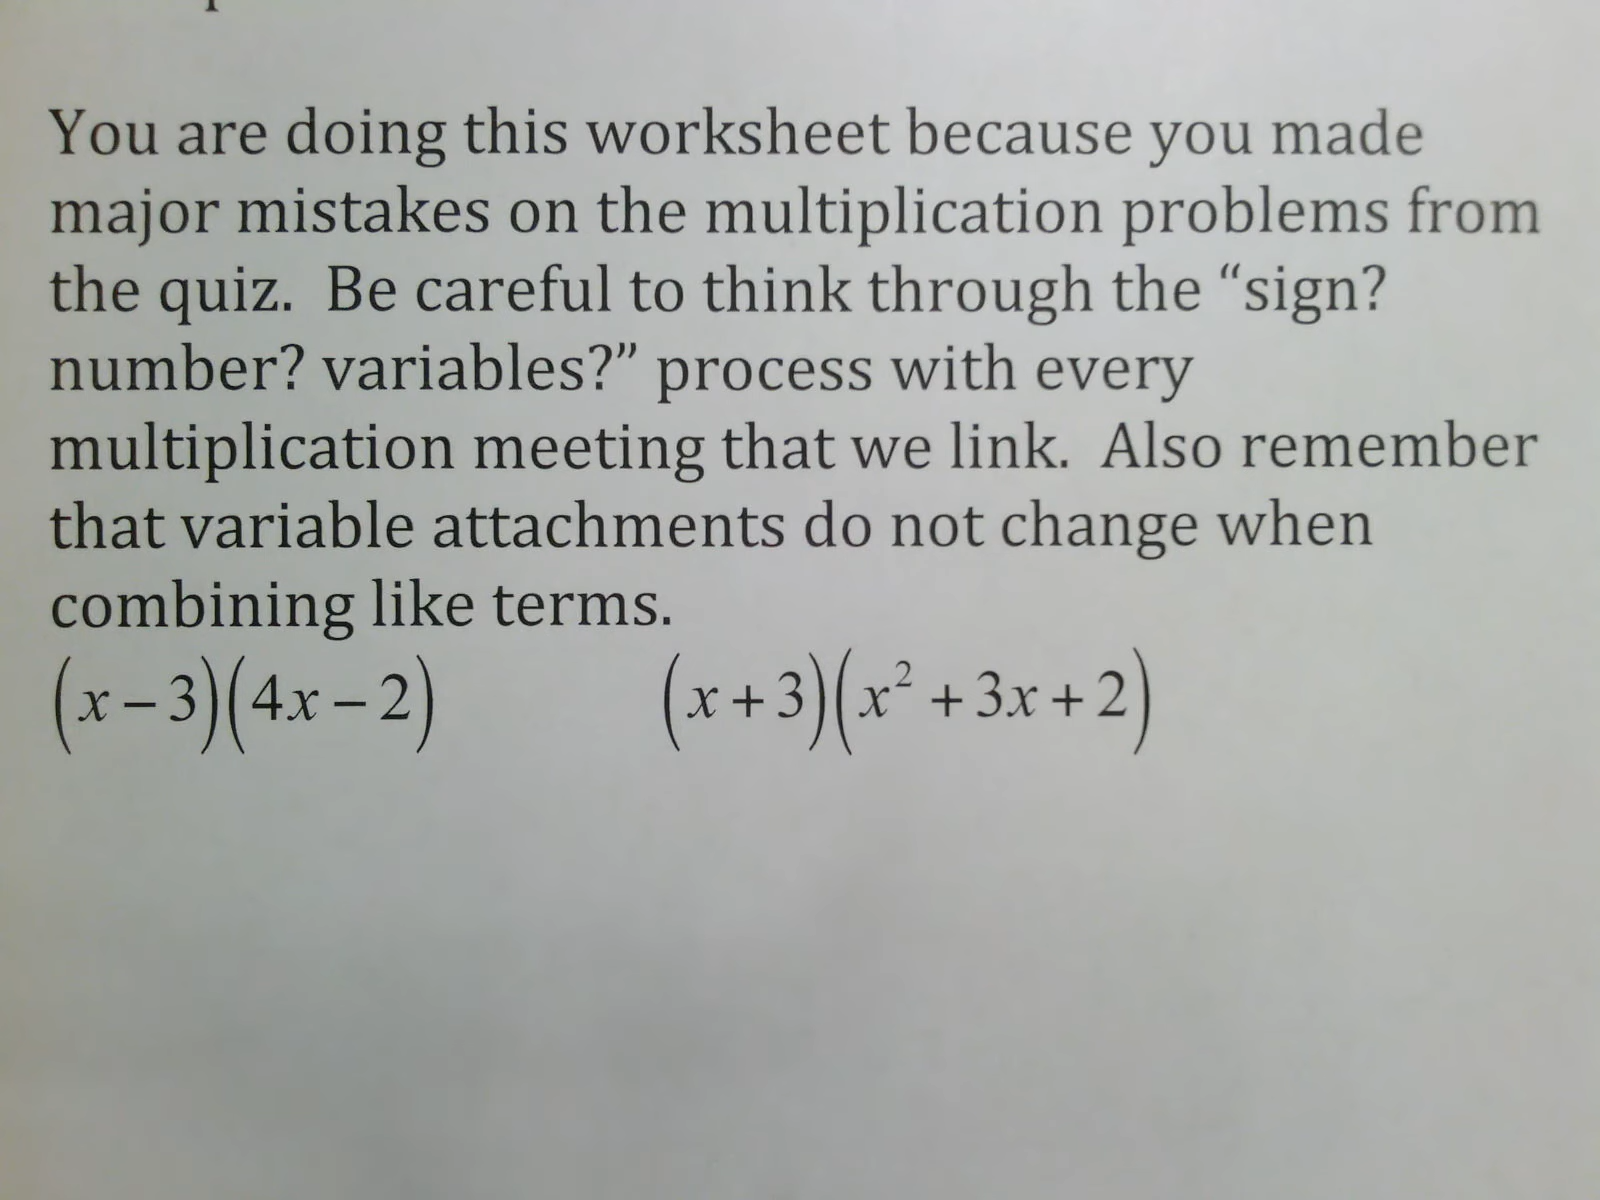 You are doing this worksheet because you made
major mistakes on the multiplication problems from
the quiz.  Be careful to think through the “sign?
number? variables?” process with every
multiplication meeting that we link.  Also remember
that variable attachments do not change when
combining like terms.
(x – 3)(4x – 2)  (x + 3)(x² + 3x + 2)